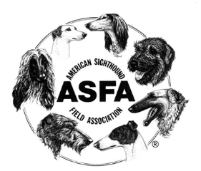 AMERICAN SIGHTHOUND
ASFA
FIELD ASSOCIATION
®